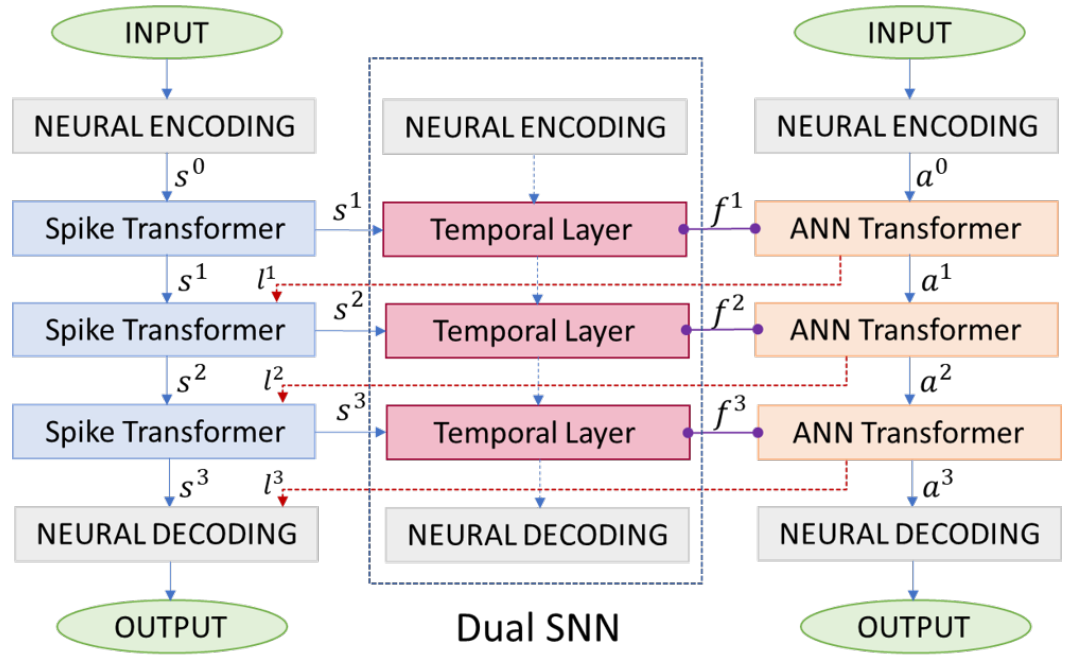 INPUT INPUT
NEURAL ENCODING NEURAL ENCODING NEURAL ENCODING
s⁰ a⁰
Spike Transformer s¹ Temporal Layer f¹ ANN Transformer
s¹ l¹ a¹
Spike Transformer s² Temporal Layer f² ANN Transformer
s² l² a²
Spike Transformer s³ Temporal Layer f³ ANN Transformer
s³ l³ a³
NEURAL DECODING NEURAL DECODING NEURAL DECODING
OUTPUT Dual SNN OUTPUT